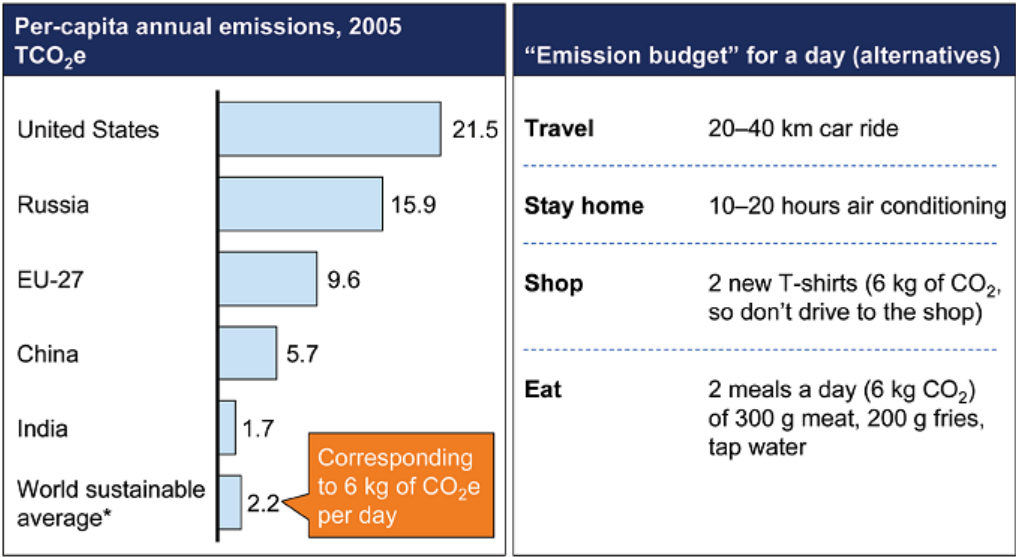 Per-capita annual emissions, 2005
TCO₂e
United States 21.5
Russia 15.9
EU-27 9.6
China 5.7
India 1.7
World sustainable
average* 2.2
Corresponding
to 6 kg of CO₂e
per day
“Emission budget” for a day (alternatives)
Travel 20–40 km car ride
Stay home 10–20 hours air conditioning
Shop 2 new T-shirts (6 kg of CO₂,
so don’t drive to the shop)
Eat 2 meals a day (6 kg CO₂)
of 300 g meat, 200 g fries,
tap water